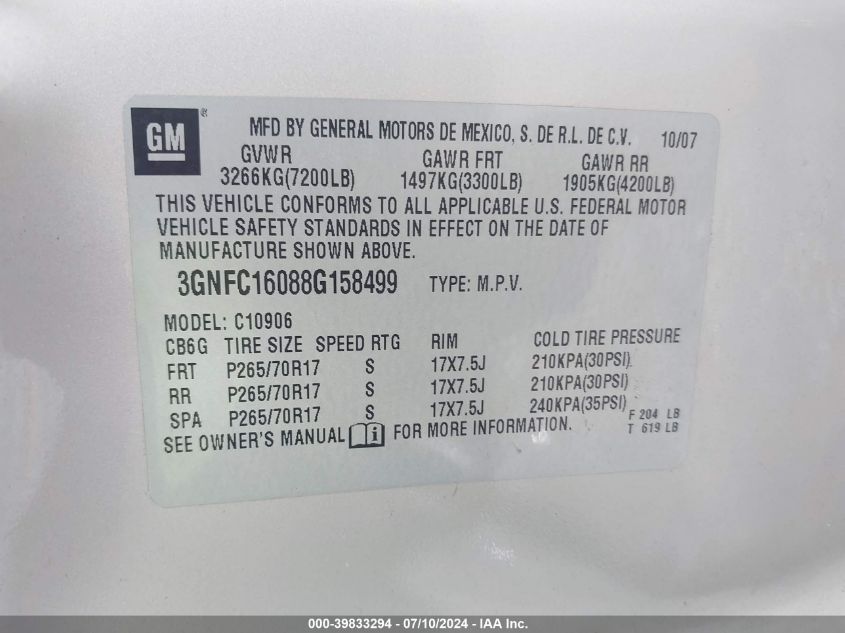 GM ®
MFD BY GENERAL MOTORS DE MEXICO, S. DE R.L. DE C.V. 10/07
GVWR GAWR FRT GAWR RR
3266KG(7200LB) 1497KG(3300LB) 1905KG(4200LB)
THIS VEHICLE CONFORMS TO ALL APPLICABLE U.S. FEDERAL MOTOR
VEHICLE SAFETY STANDARDS IN EFFECT ON THE DATE OF
MANUFACTURE SHOWN ABOVE.
3GNFC16088G158499 TYPE: M.P.V.
MODEL: C10906
CB6G TIRE SIZE SPEED RTG RIM COLD TIRE PRESSURE
FRT P265/70R17 S 17X7.5J 210KPA(30PSI)
RR P265/70R17 S 17X7.5J 210KPA(30PSI)
SPA P265/70R17 S 17X7.5J 240KPA(35PSI) F 204 LB
SEE OWNER'S MANUAL i FOR MORE INFORMATION. T 619 LB
000-39833294 - 07/10/2024 - IAA Inc.